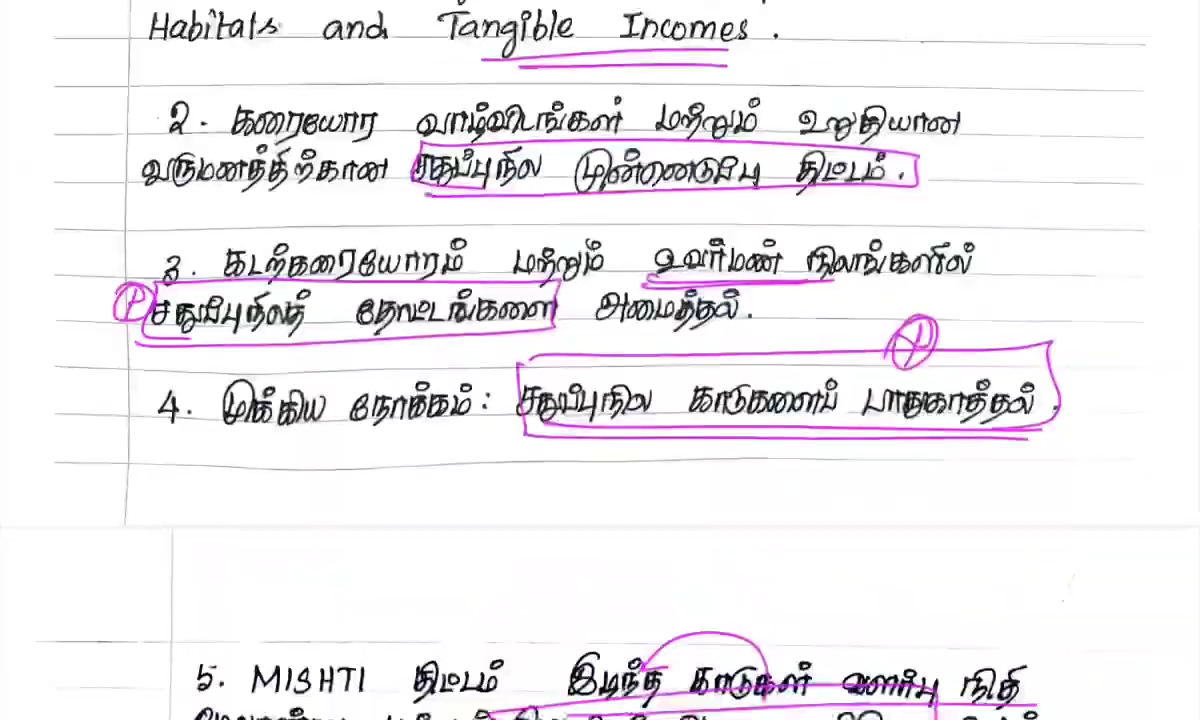 Habitats and Tangible Incomes.
2. கரையோர வாழ்விடங்கள் மற்றும் உறுதியான
வருமானத்திற்கான சதுப்புநில முன்னெடுப்பு திட்டம்.
3. கடற்கரையோரம் மற்றும் உவர்மண் நிலங்களில்
P சதுப்புநிலத் தோட்டங்களை அமைத்தல்.
P
4. முக்கிய நோக்கம்: சதுப்புநில காடுகளைப் பாதுகாத்தல்.
5. MISHTI திட்டம் இழந்த காடுகள் வளர்ப்பு நிதி